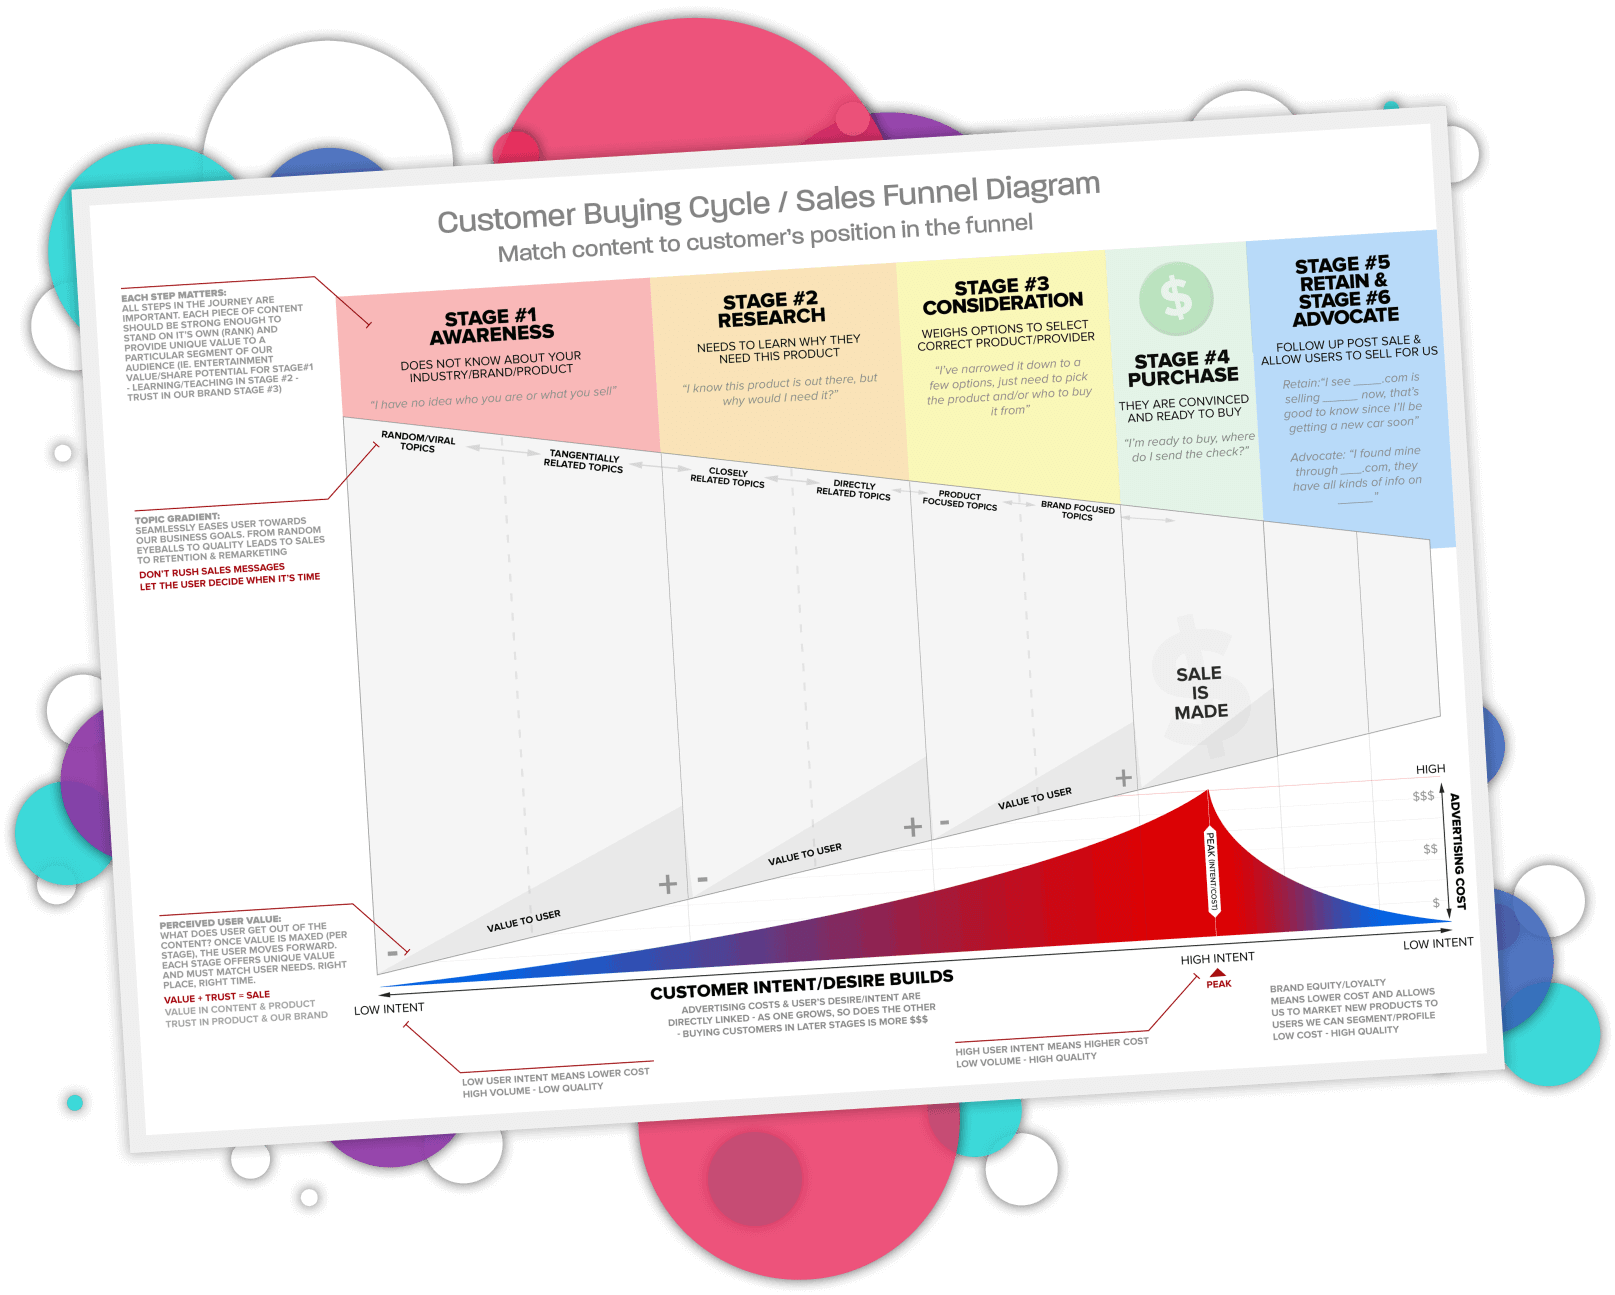 Customer Buying Cycle / Sales Funnel Diagram
Match content to customer's position in the funnel
EACH STEP MATTERS:
ALL STEPS IN THE JOURNEY ARE
IMPORTANT. EACH PIECE OF CONTENT
SHOULD BE STRONG ENOUGH TO
STAND ON IT'S OWN (RANK) AND
PROVIDE UNIQUE VALUE TO A
PARTICULAR SEGMENT OF OUR
AUDIENCE (IE. ENTERTAINMENT
VALUE/SHARE POTENTIAL FOR STAGE#1
- LEARNING/TEACHING IN STAGE #2 -
TRUST IN OUR BRAND STAGE #3)
STAGE #1
AWARENESS
DOES NOT KNOW ABOUT YOUR
INDUSTRY/BRAND/PRODUCT
"I have no idea who you are or what you sell"
STAGE #2
RESEARCH
NEEDS TO LEARN WHY THEY
NEED THIS PRODUCT
"I know this product is out there, but
why would I need it?"
STAGE #3
CONSIDERATION
WEIGHS OPTIONS TO SELECT
CORRECT PRODUCT/PROVIDER
"I've narrowed it down to a
few options, just need to pick
the product and/or who to buy
it from"
$
STAGE #4
PURCHASE
THEY ARE CONVINCED
AND READY TO BUY
"I'm ready to buy, where
do I send the check?"
STAGE #5
RETAIN &
STAGE #6
ADVOCATE
FOLLOW UP POST SALE &
ALLOW USERS TO SELL FOR US
Retain:"I see ____.com is
selling _____ now, that's
good to know since I'll be
getting a new car soon"
Advocate: "I found mine
through ___.com, they
have all kinds of info on
_____"
RANDOM/VIRAL
TOPICS
TANGENTIALLY
RELATED TOPICS
CLOSELY
RELATED TOPICS
DIRECTLY
RELATED TOPICS
PRODUCT
FOCUSED TOPICS
BRAND FOCUSED
TOPICS
TOPIC GRADIENT:
SEAMLESSLY EASES USER TOWARDS
OUR BUSINESS GOALS. FROM RANDOM
EYEBALLS TO QUALITY LEADS TO SALES
TO RETENTION & REMARKETING
DON'T RUSH SALES MESSAGES
LET THE USER DECIDE WHEN IT'S TIME
$
SALE
IS
MADE
- VALUE TO USER +
- VALUE TO USER +
- VALUE TO USER +
PERCEIVED USER VALUE:
WHAT DOES USER GET OUT OF THE
CONTENT? ONCE VALUE IS MAXED (PER
STAGE), THE USER MOVES FORWARD.
EACH STAGE OFFERS UNIQUE VALUE
AND MUST MATCH USER NEEDS. RIGHT
PLACE, RIGHT TIME.
VALUE + TRUST = SALE
VALUE IN CONTENT & PRODUCT
TRUST IN PRODUCT & OUR BRAND
HIGH
$$$
$$
$
ADVERTISING COST
PEAK (INTENT/COST)
LOW INTENT
CUSTOMER INTENT/DESIRE BUILDS
ADVERTISING COSTS & USER'S DESIRE/INTENT ARE
DIRECTLY LINKED - AS ONE GROWS, SO DOES THE OTHER
- BUYING CUSTOMERS IN LATER STAGES IS MORE $$$
HIGH INTENT
PEAK
LOW INTENT
LOW USER INTENT MEANS LOWER COST
HIGH VOLUME - LOW QUALITY
HIGH USER INTENT MEANS HIGHER COST
LOW VOLUME - HIGH QUALITY
BRAND EQUITY/LOYALTY
MEANS LOWER COST AND ALLOWS
US TO MARKET NEW PRODUCTS TO
USERS WE CAN SEGMENT/PROFILE
LOW COST - HIGH QUALITY